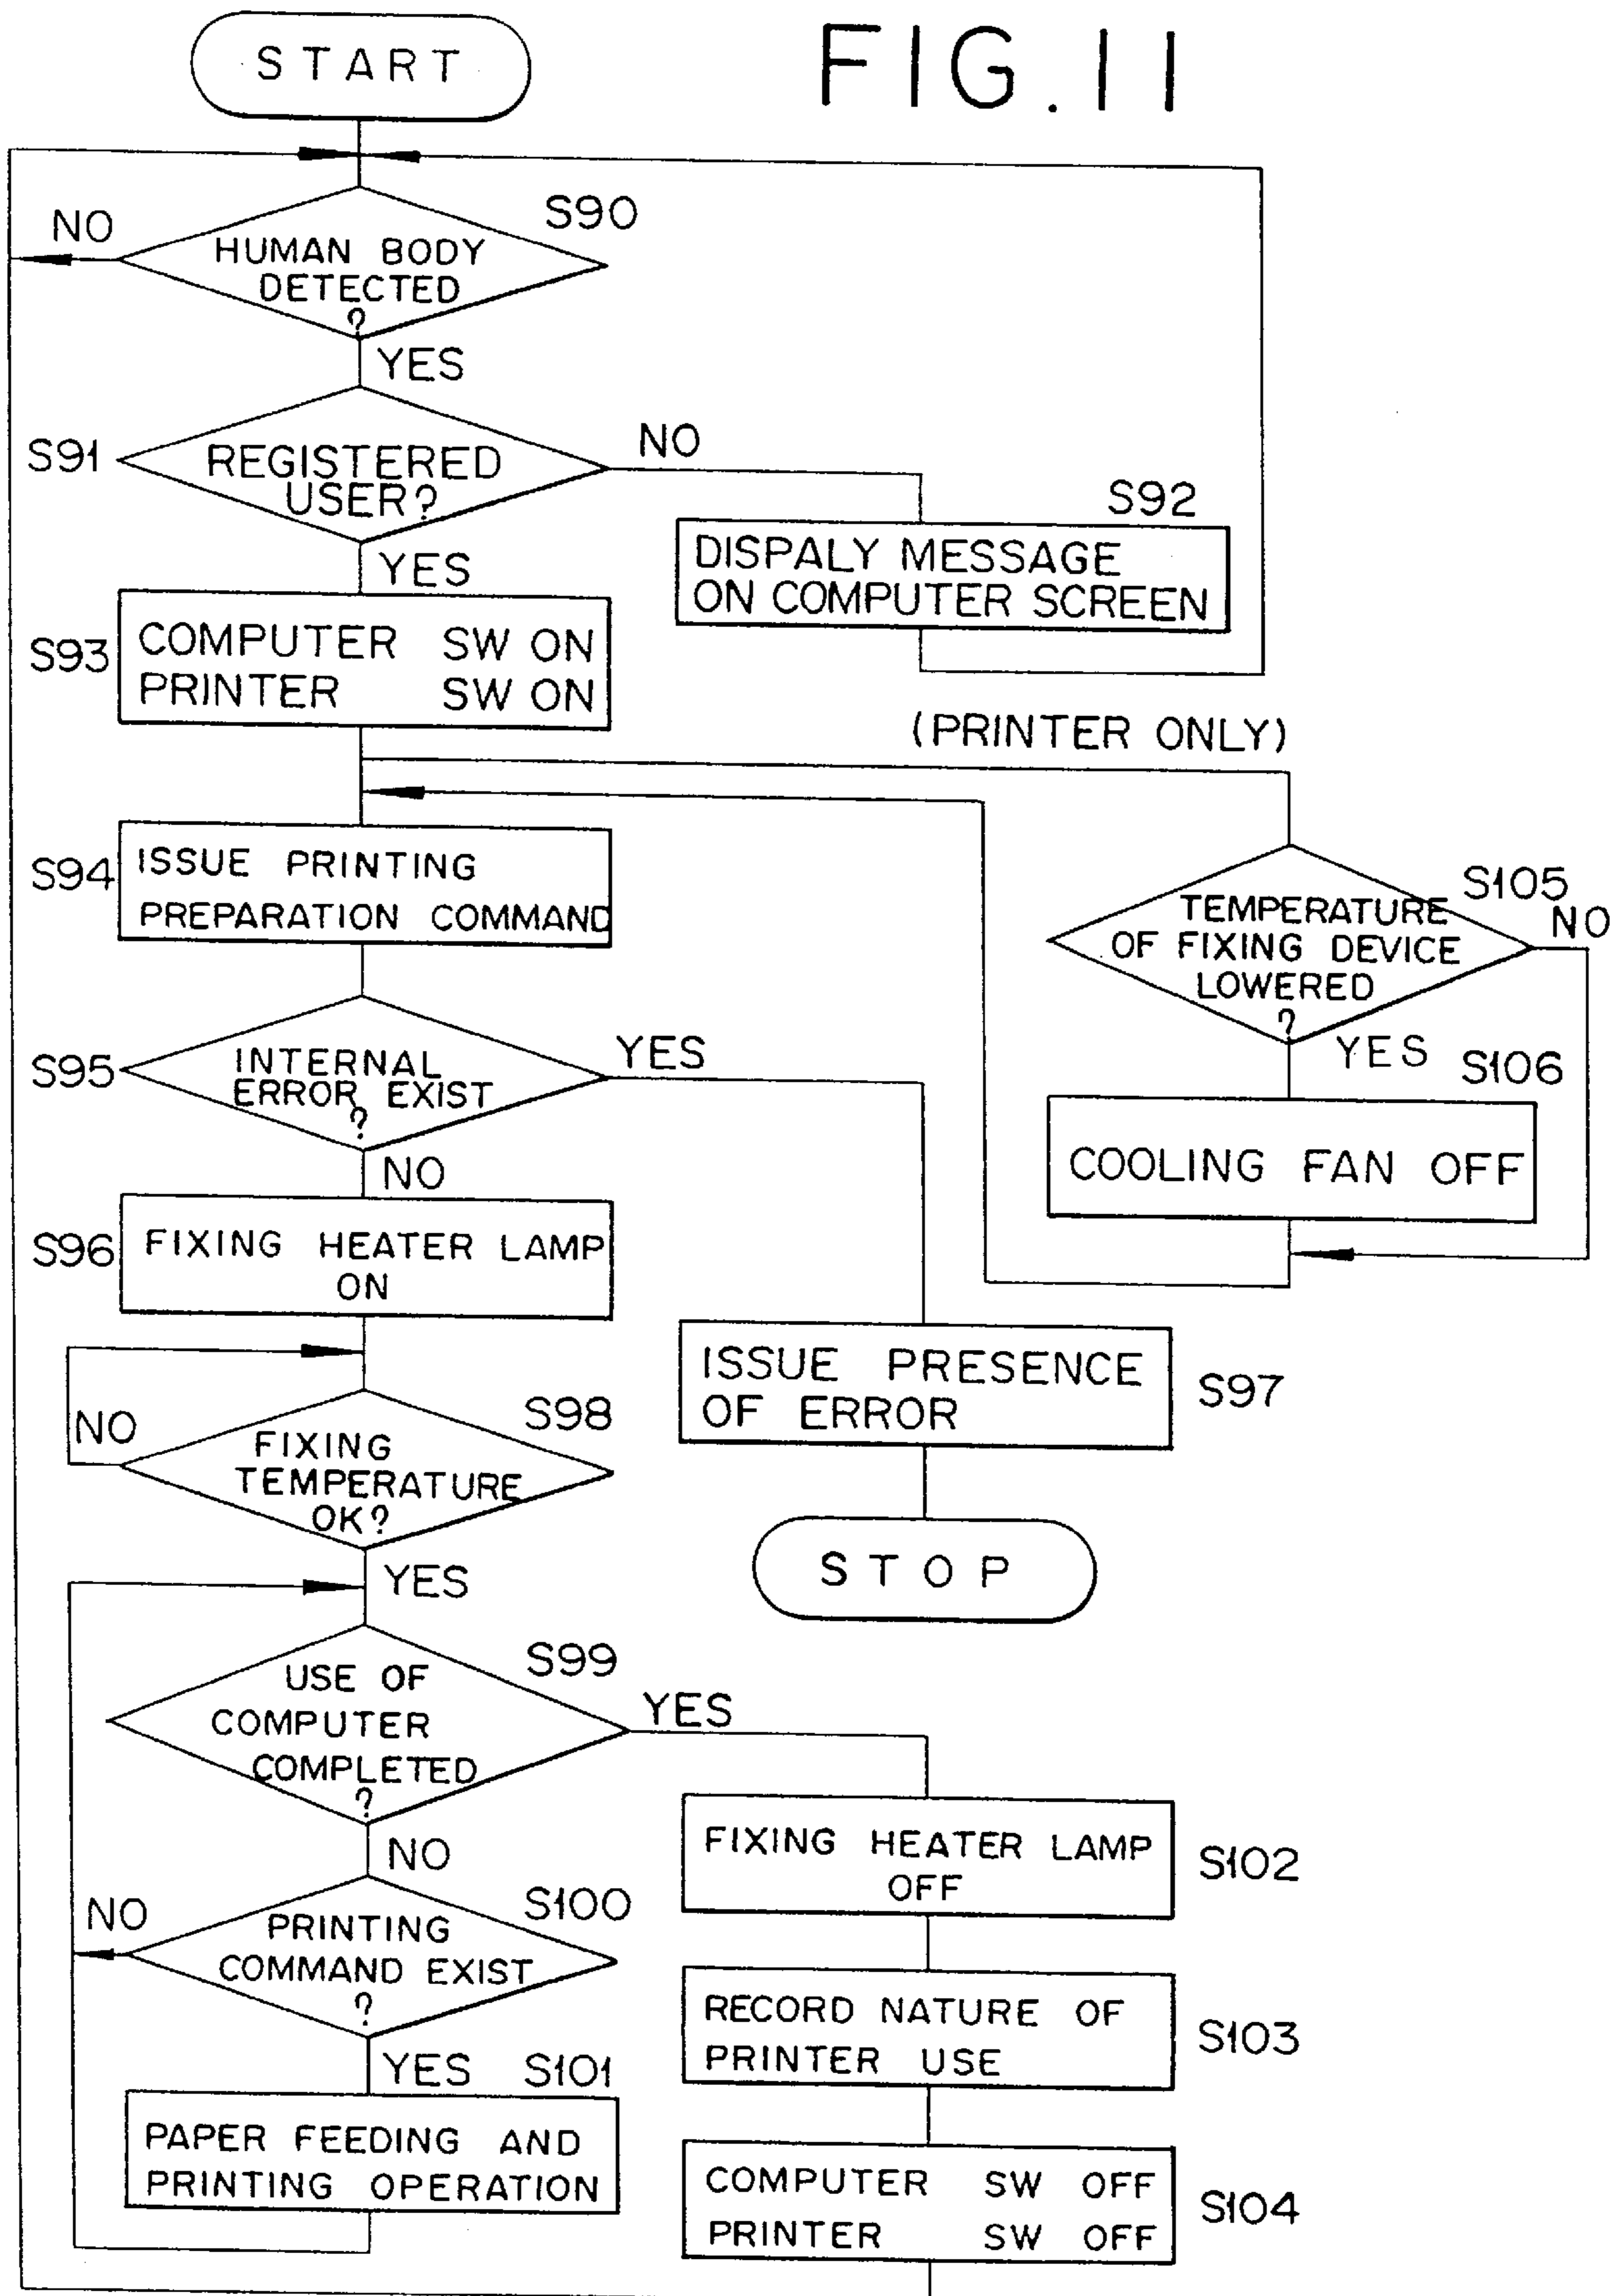 FIG.11
START
S90
NO
HUMAN BODY
DETECTED
?
YES
S91
REGISTERED
USER?
NO
YES
S92
DISPALY MESSAGE
ON COMPUTER SCREEN
S93
COMPUTER SW ON
PRINTER SW ON
(PRINTER ONLY)
S94
ISSUE PRINTING
PREPARATION COMMAND
S105
TEMPERATURE
OF FIXING DEVICE
LOWERED
?
NO
YES
S106
COOLING FAN OFF
S95
INTERNAL
ERROR EXIST
?
YES
NO
S96
FIXING HEATER LAMP
ON
ISSUE PRESENCE
OF ERROR
S97
STOP
S98
NO
FIXING
TEMPERATURE
OK?
YES
S99
USE OF
COMPUTER
COMPLETED
?
YES
NO
S100
NO
PRINTING
COMMAND EXIST
?
YES
S101
PAPER FEEDING AND
PRINTING OPERATION
FIXING HEATER LAMP
OFF
S102
RECORD NATURE OF
PRINTER USE
S103
COMPUTER SW OFF
PRINTER SW OFF
S104